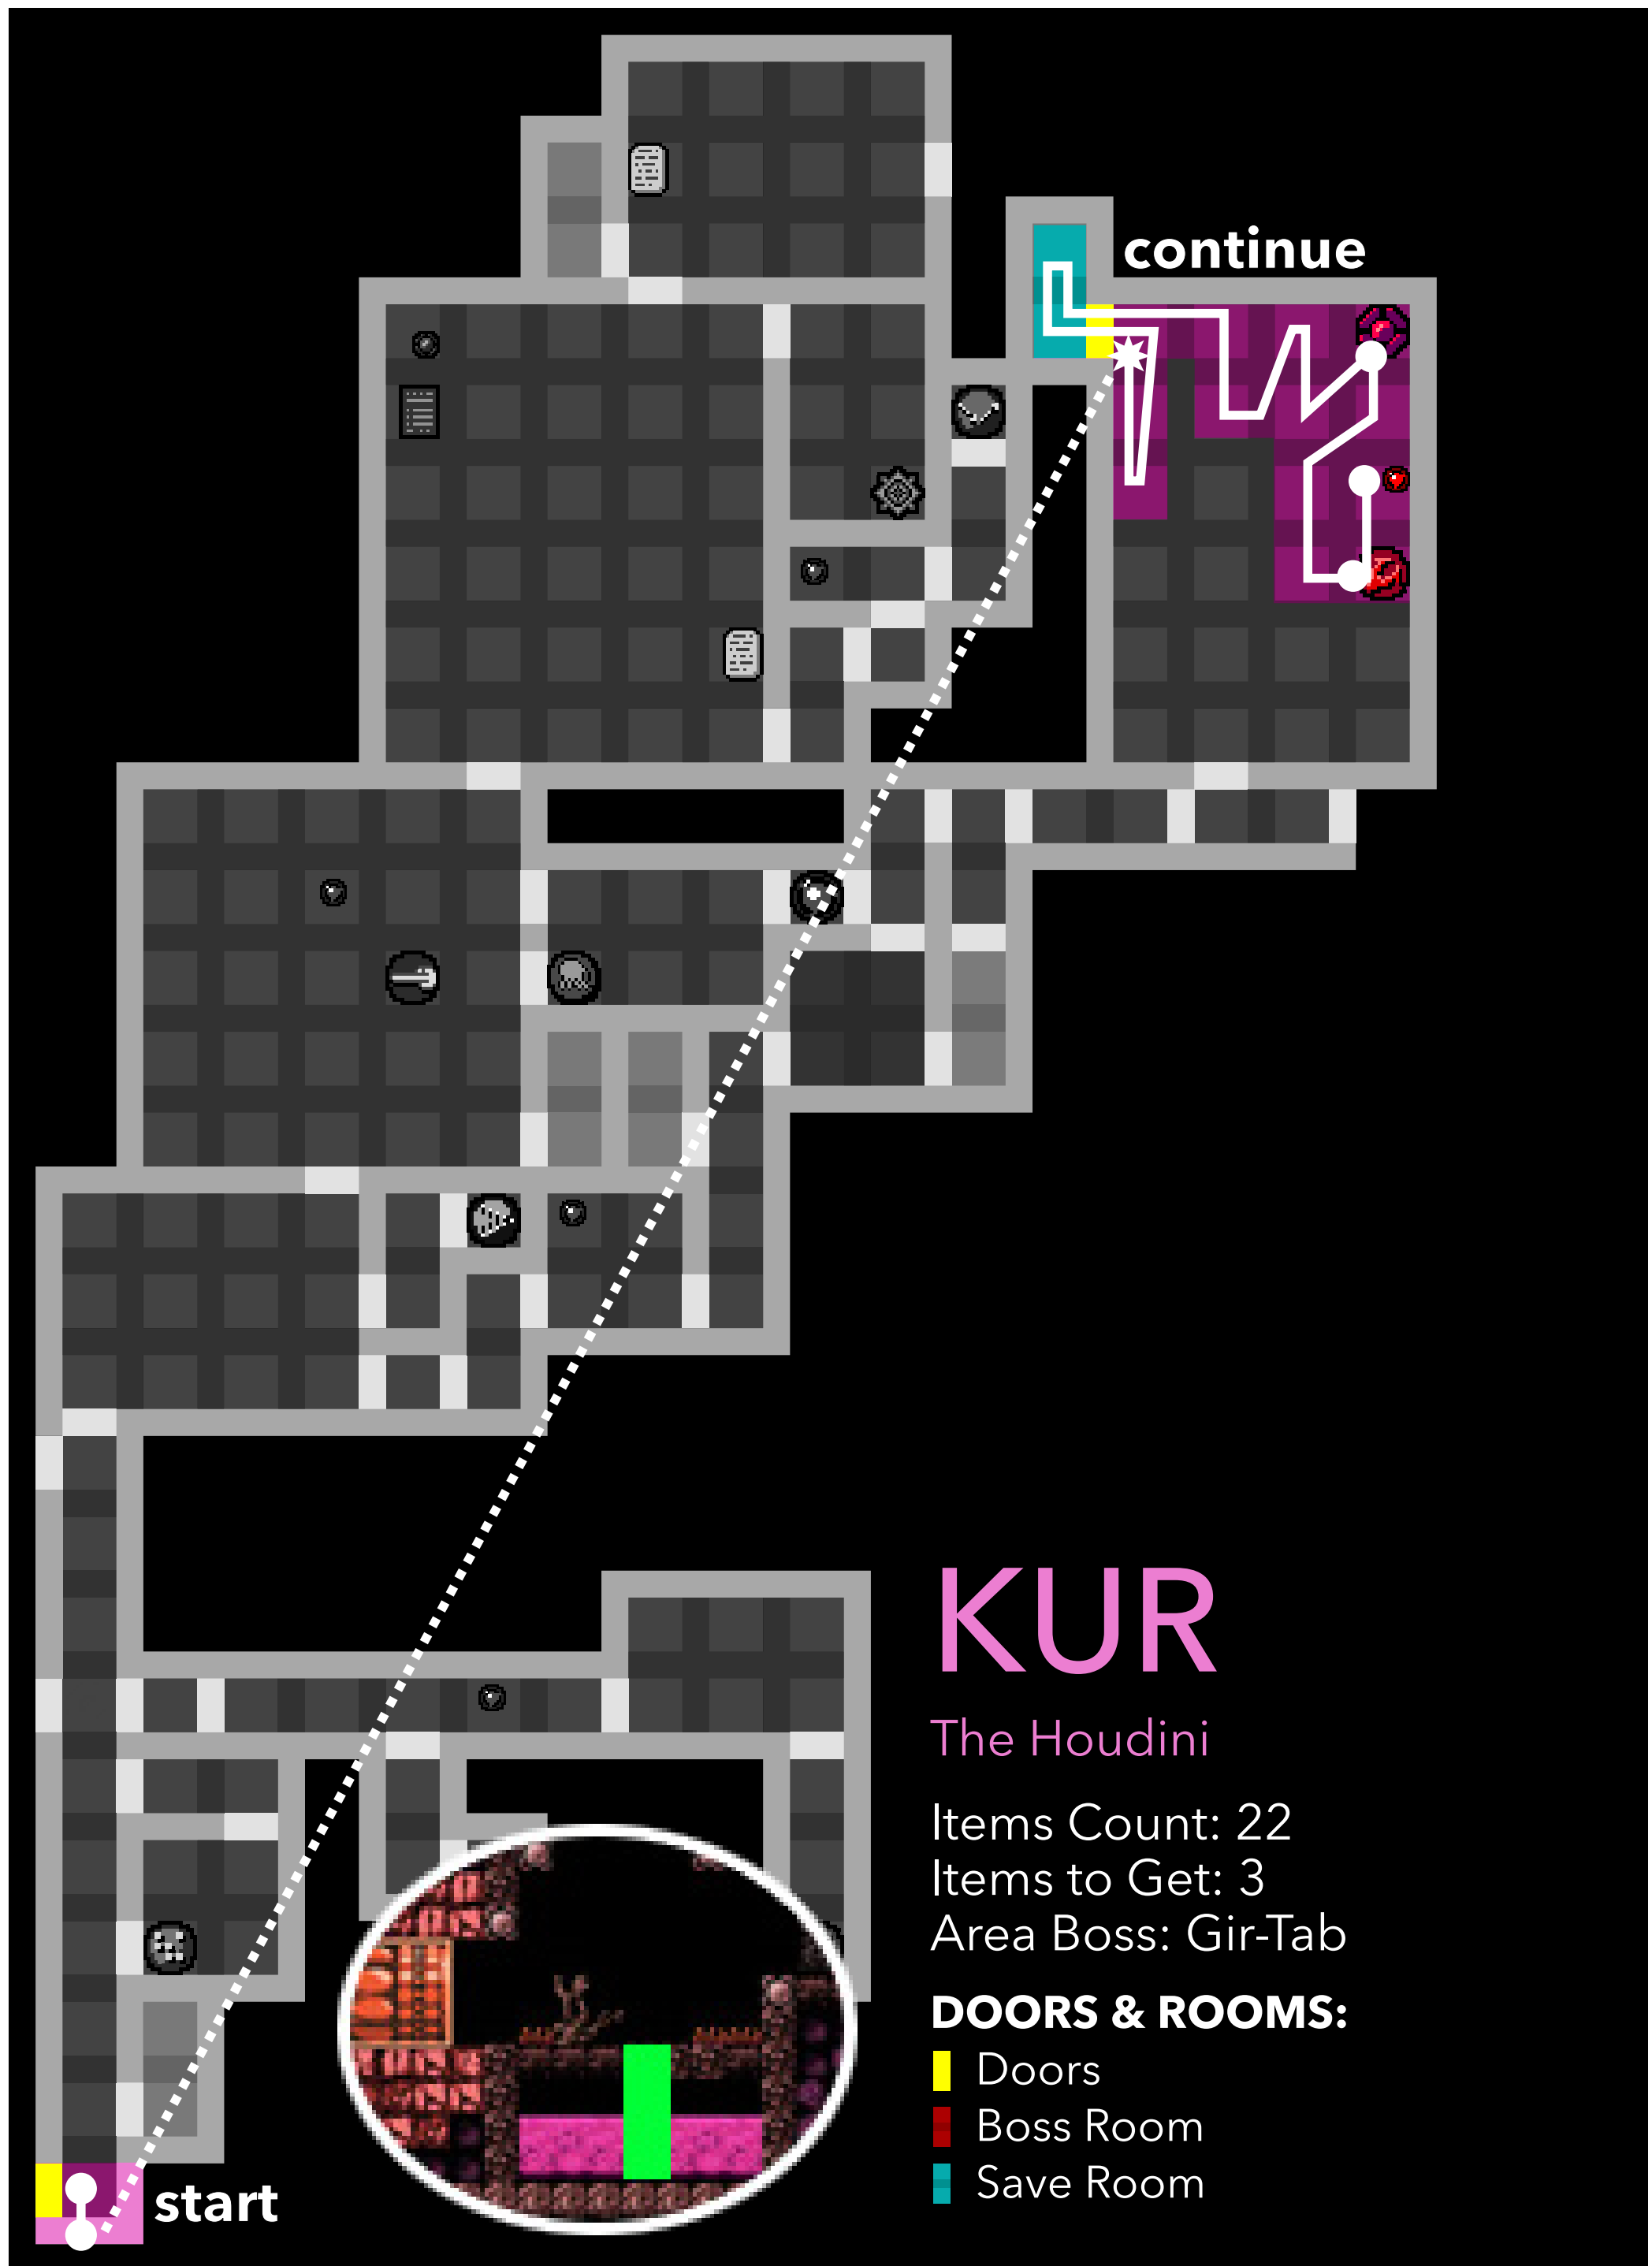 continue
KUR
The Houdini
Items Count: 22
Items to Get: 3
Area Boss: Gir-Tab
DOORS & ROOMS:
Doors
Boss Room
Save Room
start